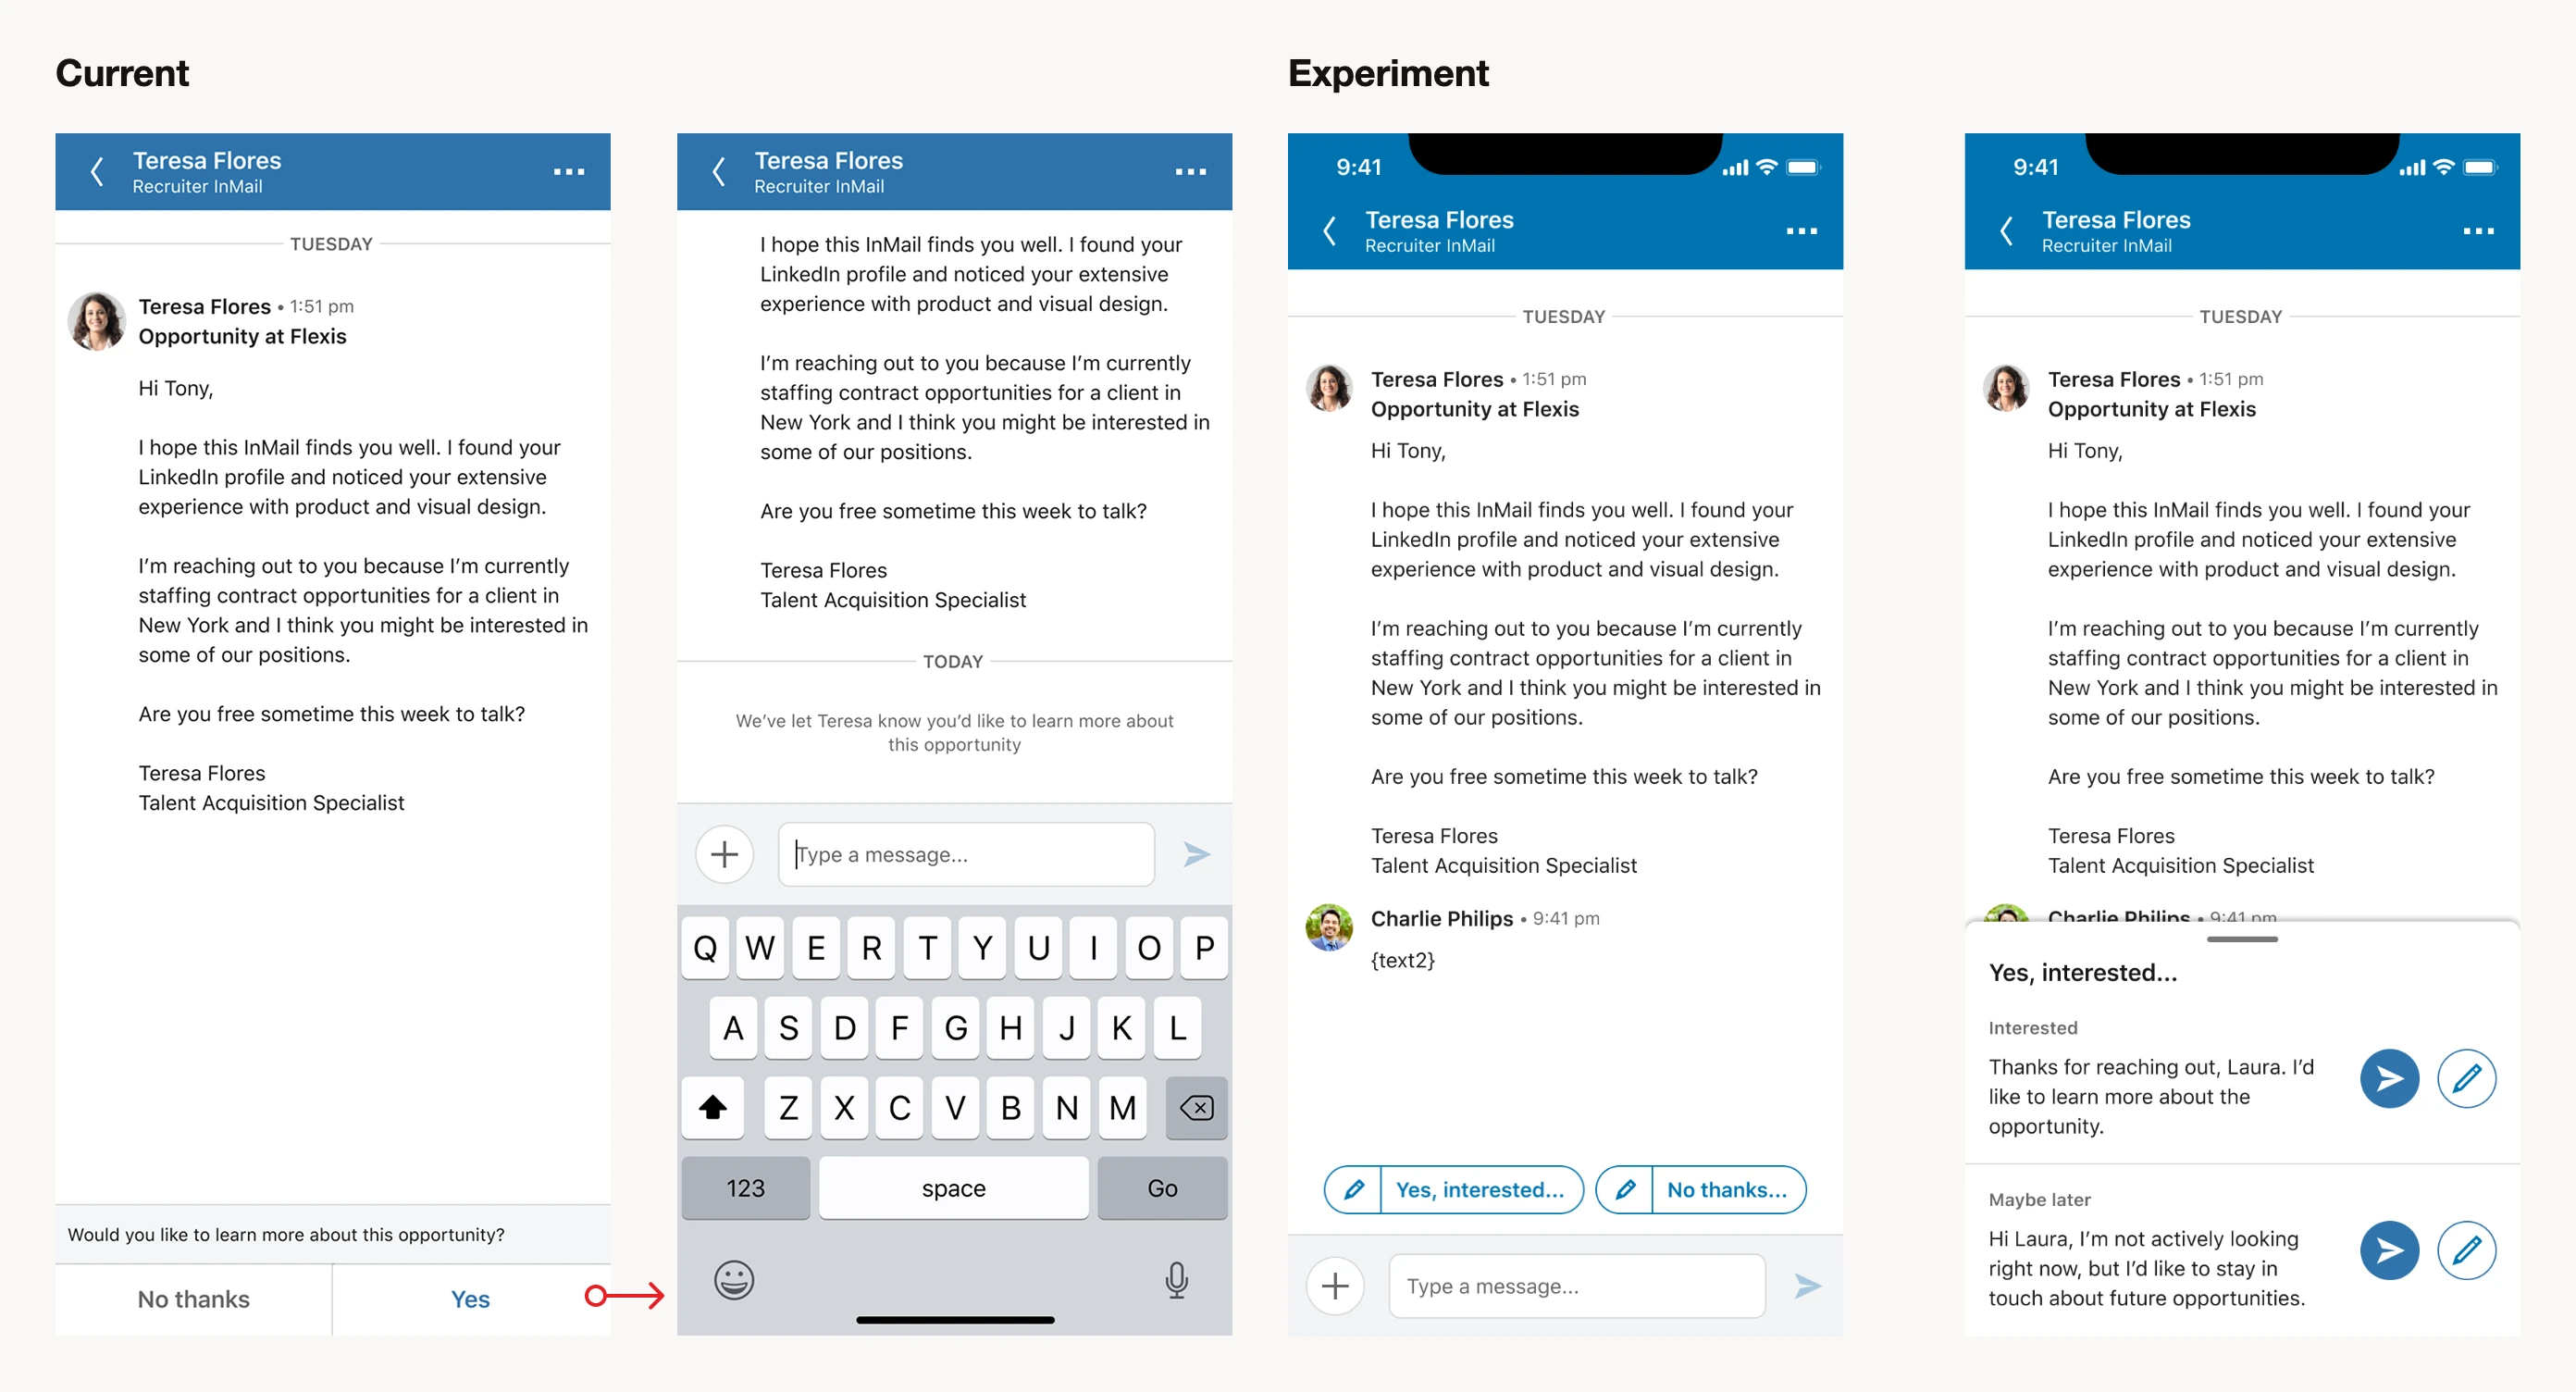 Current
Teresa Flores
Recruiter InMail
TUESDAY
Teresa Flores • 1:51 pm
Opportunity at Flexis
Hi Tony,
I hope this InMail finds you well. I found your
LinkedIn profile and noticed your extensive
experience with product and visual design.
I’m reaching out to you because I’m currently
staffing contract opportunities for a client in
New York and I think you might be interested in
some of our positions.
Are you free sometime this week to talk?
Teresa Flores
Talent Acquisition Specialist
Would you like to learn more about this opportunity?
No thanks
Yes
Teresa Flores
Recruiter InMail
I hope this InMail finds you well. I found your
LinkedIn profile and noticed your extensive
experience with product and visual design.
I’m reaching out to you because I’m currently
staffing contract opportunities for a client in
New York and I think you might be interested in
some of our positions.
Are you free sometime this week to talk?
Teresa Flores
Talent Acquisition Specialist
TODAY
We’ve let Teresa know you’d like to learn more about
this opportunity
Type a message...
Q W E R T Y U I O P
A S D F G H J K L
Z X C V B N M
123 space Go
Experiment
9:41
Teresa Flores
Recruiter InMail
TUESDAY
Teresa Flores • 1:51 pm
Opportunity at Flexis
Hi Tony,
I hope this InMail finds you well. I found your
LinkedIn profile and noticed your extensive
experience with product and visual design.
I’m reaching out to you because I’m currently
staffing contract opportunities for a client in
New York and I think you might be interested in
some of our positions.
Are you free sometime this week to talk?
Teresa Flores
Talent Acquisition Specialist
Charlie Philips • 9:41 pm
{text2}
Yes, interested...
No thanks...
Type a message...
9:41
Teresa Flores
Recruiter InMail
TUESDAY
Teresa Flores • 1:51 pm
Opportunity at Flexis
Hi Tony,
I hope this InMail finds you well. I found your
LinkedIn profile and noticed your extensive
experience with product and visual design.
I’m reaching out to you because I’m currently
staffing contract opportunities for a client in
New York and I think you might be interested in
some of our positions.
Are you free sometime this week to talk?
Teresa Flores
Talent Acquisition Specialist
Charlie Philips • 9:41 pm
Yes, interested...
Interested
Thanks for reaching out, Laura. I’d
like to learn more about the
opportunity.
Maybe later
Hi Laura, I’m not actively looking
right now, but I’d like to stay in
touch about future opportunities.